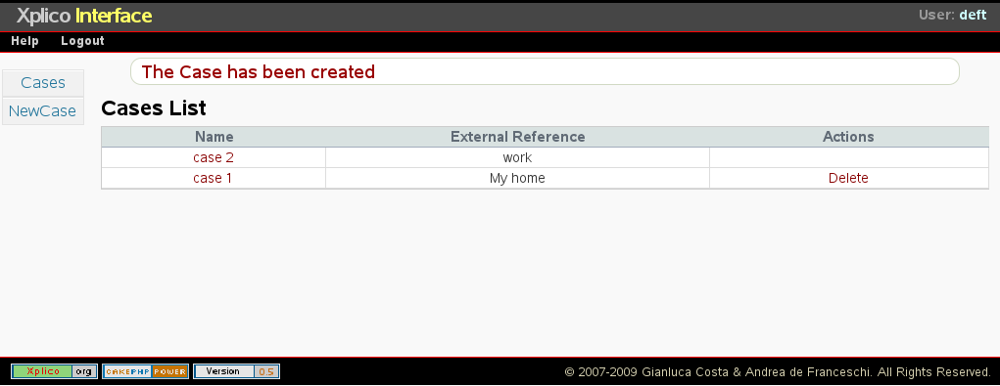 Xplico Interface User: deft
Help Logout
The Case has been created
Cases
NewCase
Cases List
Name External Reference Actions
case 2 work
case 1 My home Delete
Xplico org CAKEPHP POWER Version 0.5 © 2007-2009 Gianluca Costa & Andrea de Franceschi. All Rights Reserved.